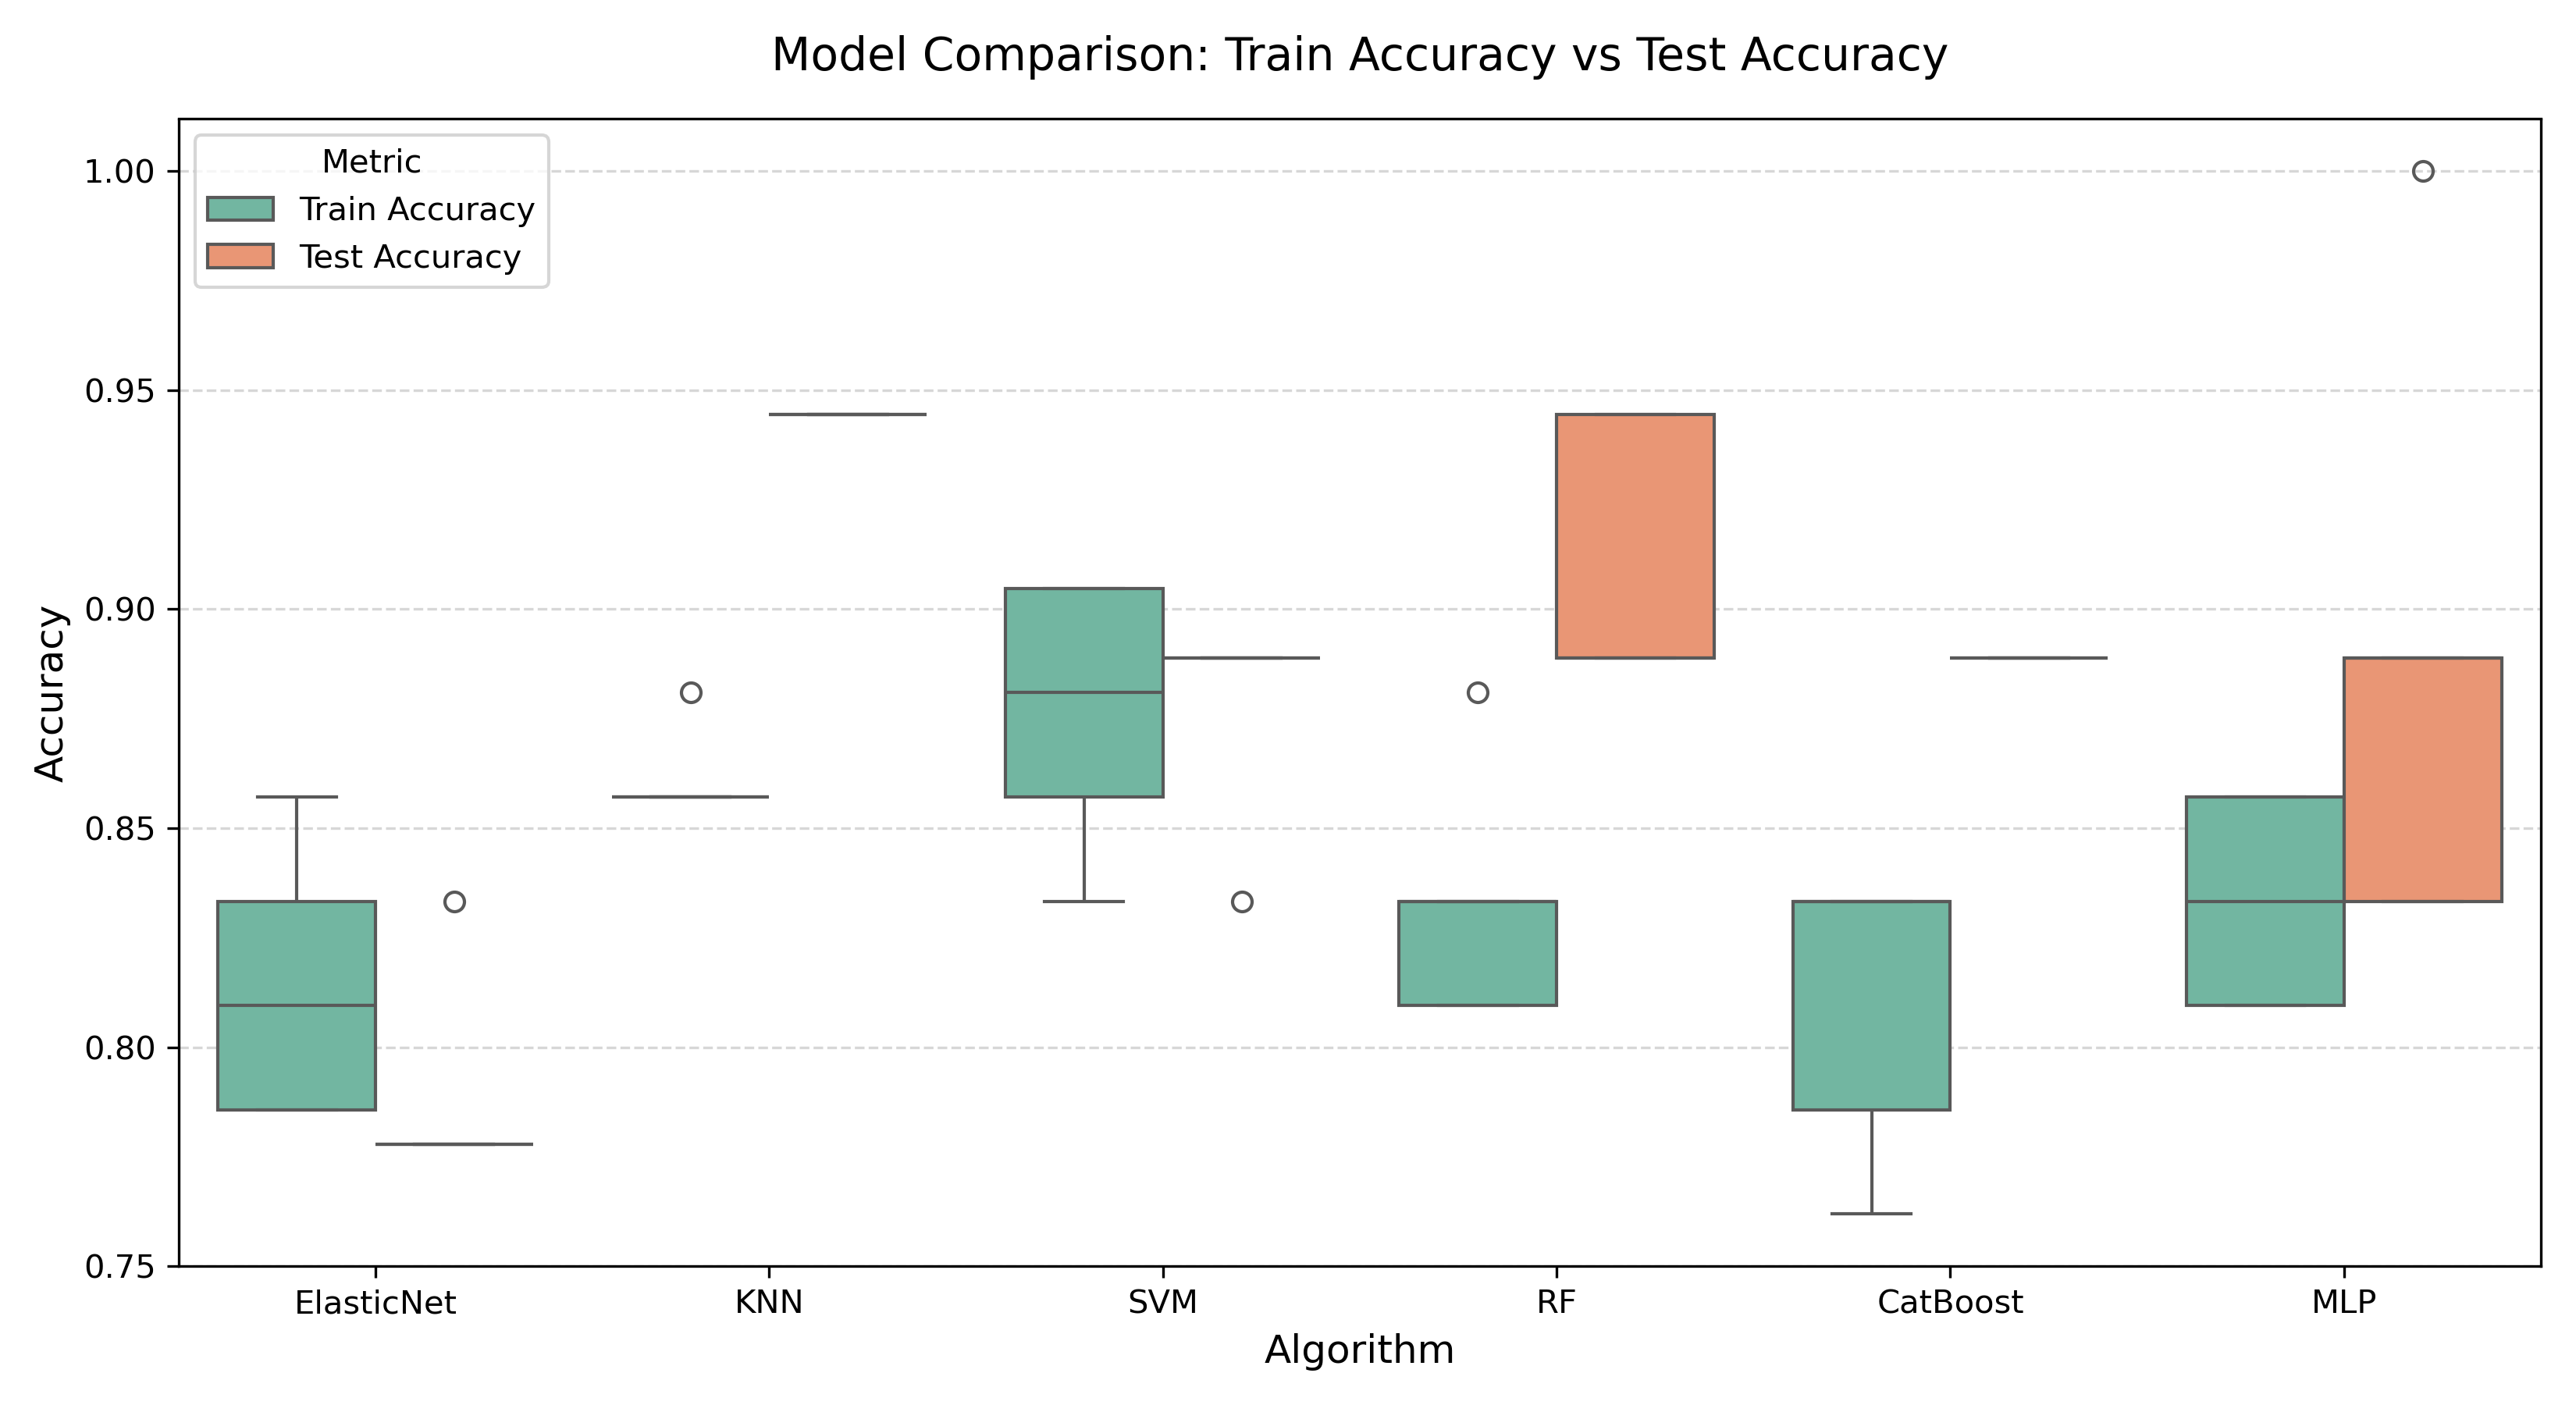 Model Comparison: Train Accuracy vs Test Accuracy
Metric
Train Accuracy
Test Accuracy
1.00
0.95
0.90
0.85
0.80
0.75
Accuracy
ElasticNet KNN SVM RF CatBoost MLP
Algorithm